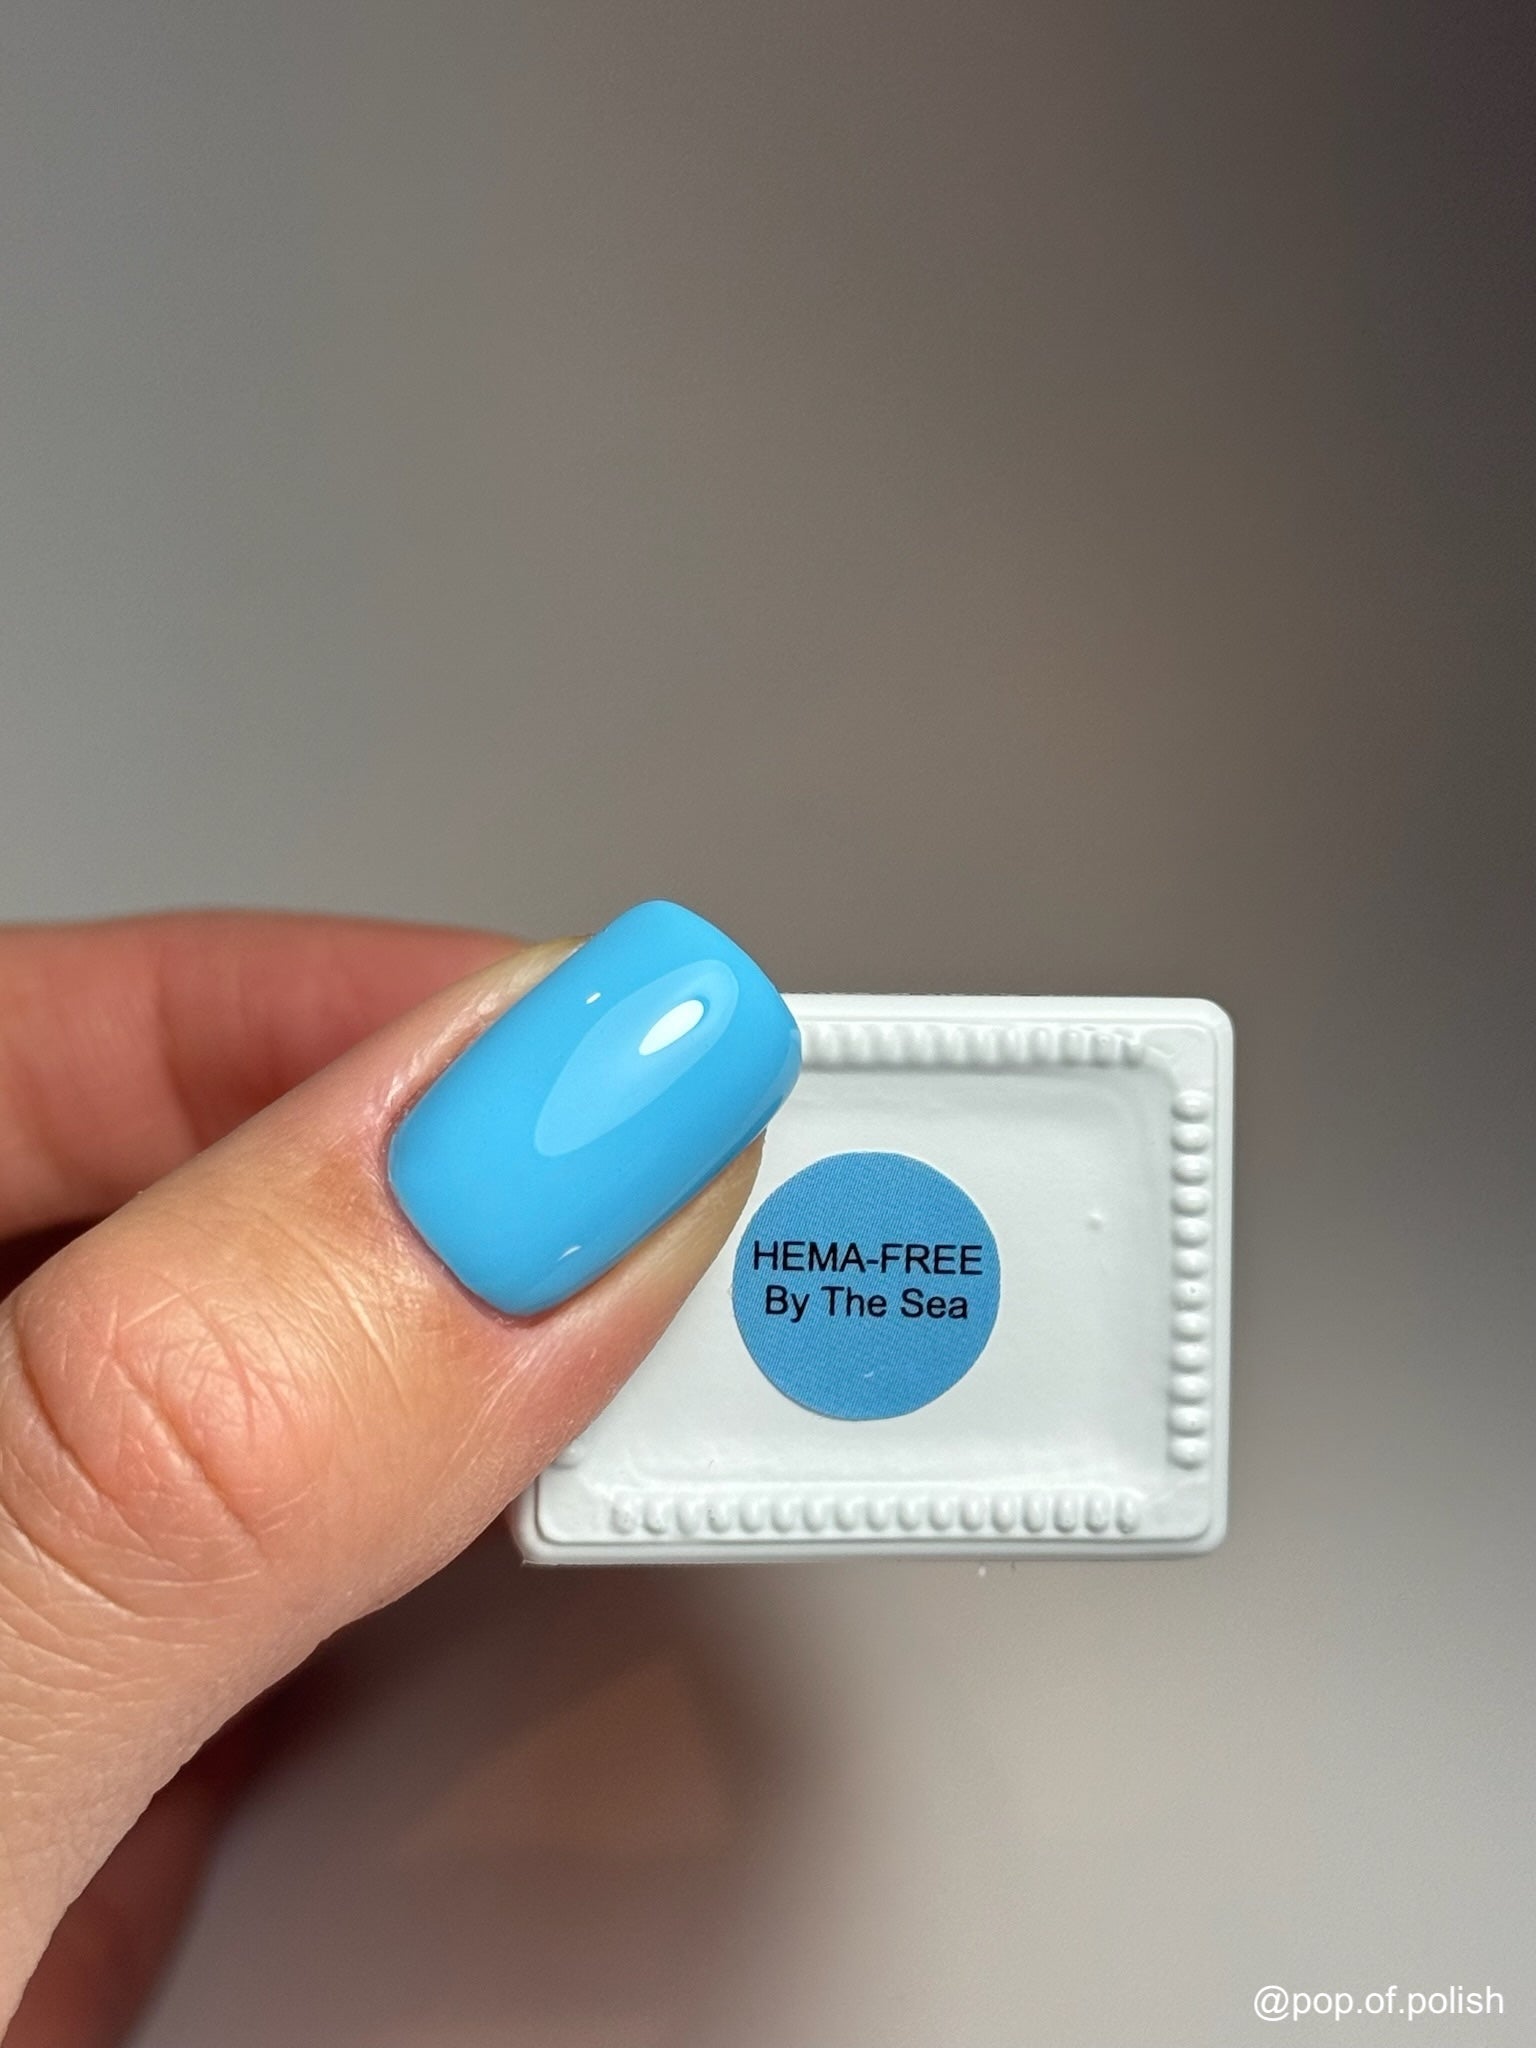 HEMA-FREE
By The Sea
@pop.of.polish